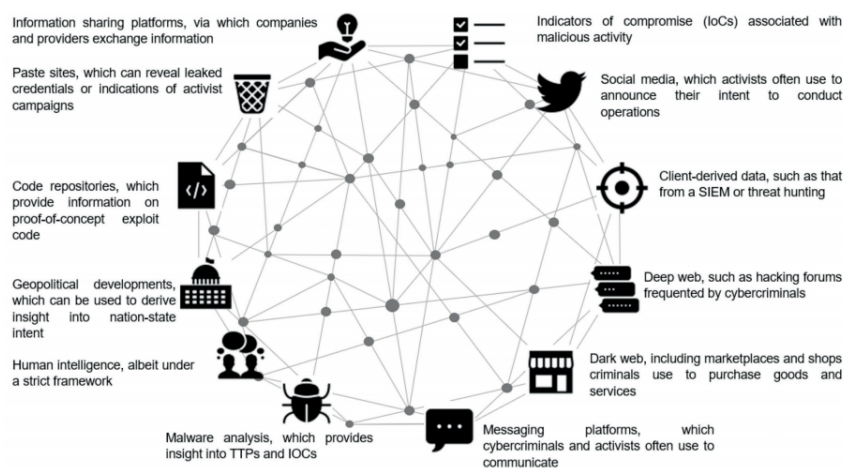 Information sharing platforms, via which companies
and providers exchange information
Indicators of compromise (IoCs) associated with
malicious activity
Paste sites, which can reveal leaked
credentials or indications of activist
campaigns
Social media, which activists often use to
announce their intent to conduct
operations
Code repositories, which
provide information on
proof-of-concept exploit
code
Client-derived data, such as that
from a SIEM or threat hunting
Geopolitical developments,
which can be used to derive
insight into nation-state
intent
Deep web, such as hacking forums
frequented by cybercriminals
Human intelligence, albeit under
a strict framework
Dark web, including marketplaces and shops
criminals use to purchase goods and
services
Malware analysis, which provides
insight into TTPs and IOCs
Messaging platforms, which
cybercriminals and activists often use to
communicate